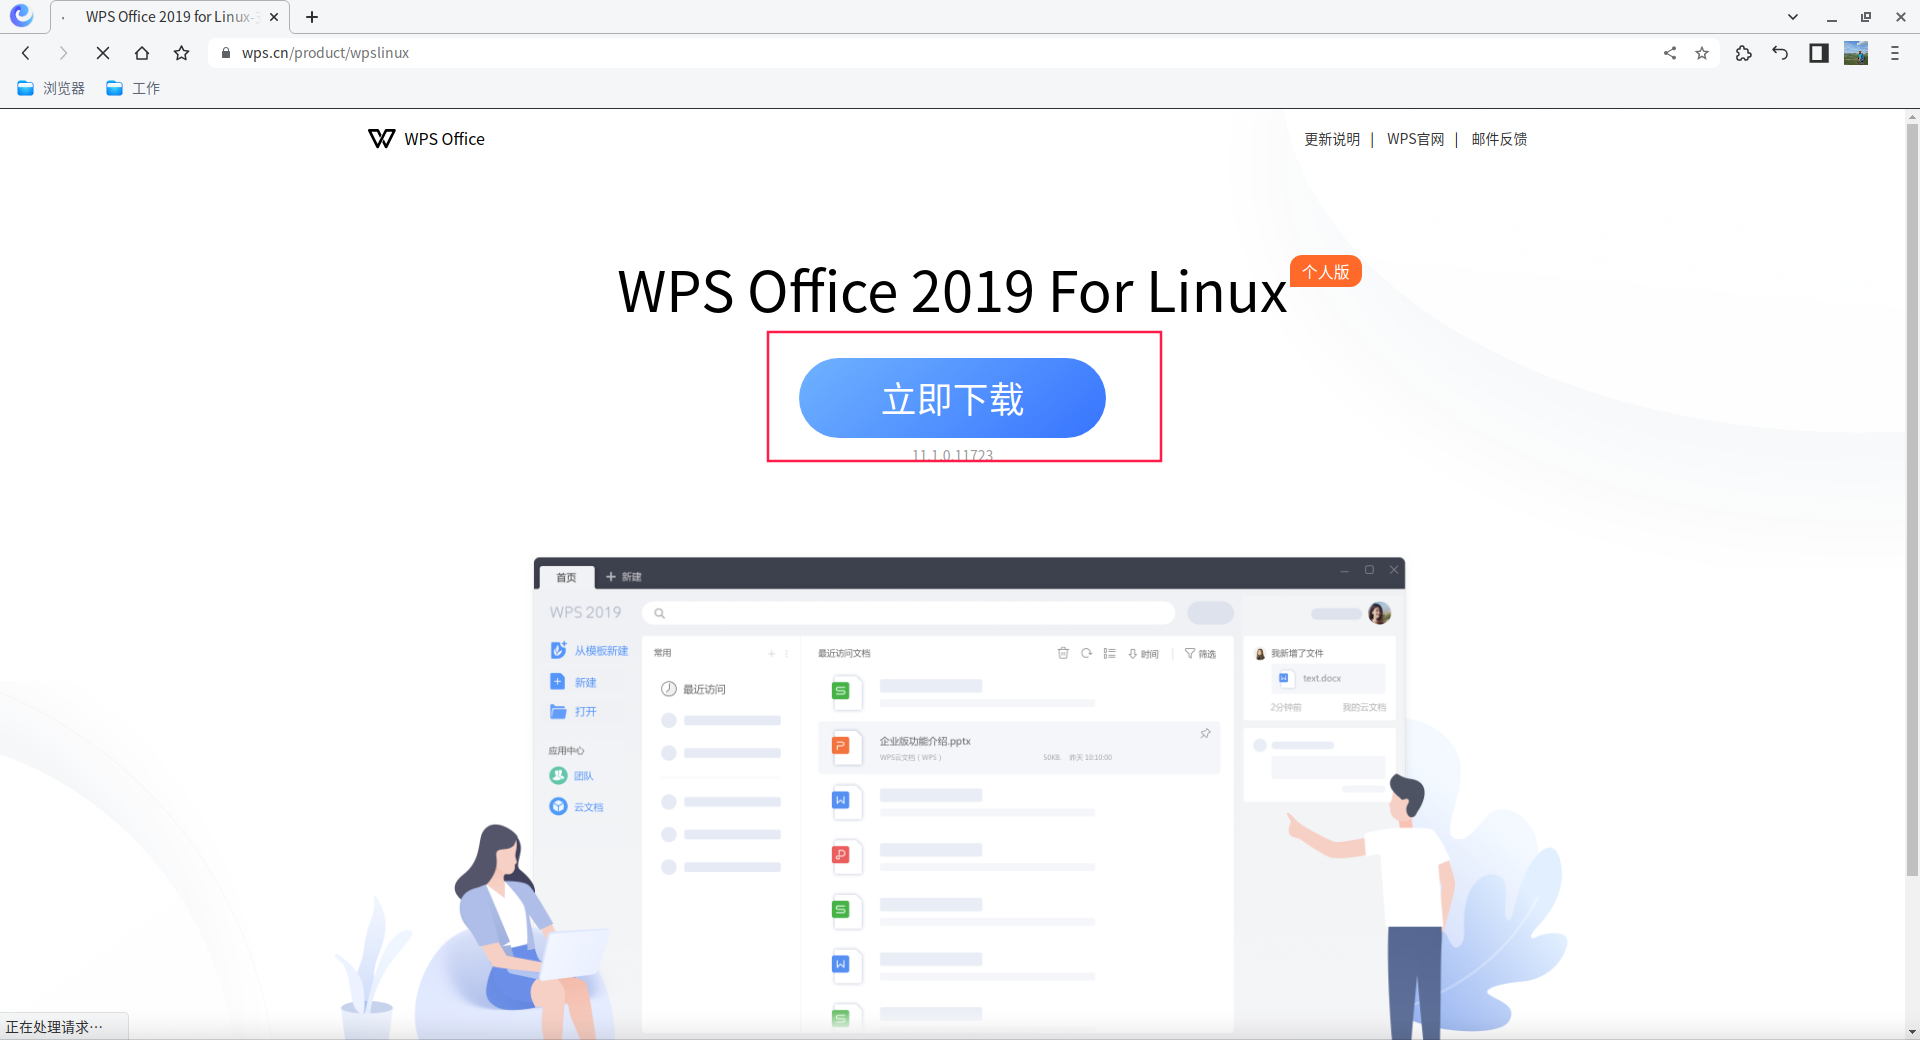 WPS Office 2019 for Linux-
wps.cn/product/wpslinux
浏览器
工作
WPS Office
更新说明 | WPS官网 | 邮件反馈
WPS Office 2019 For Linux
个人版
立即下载
11.1.0.11723
首页
新建
WPS 2019
从模板新建
新建
打开
应用中心
团队
云文档
常用
最近访问
最近访问文档
时间
筛选
企业版功能介绍.pptx
WPS云文档 ( WPS )
50KB
昨天 10:10:00
我新增了文件
text.docx
2分钟前
我的云文档
正在处理请求…